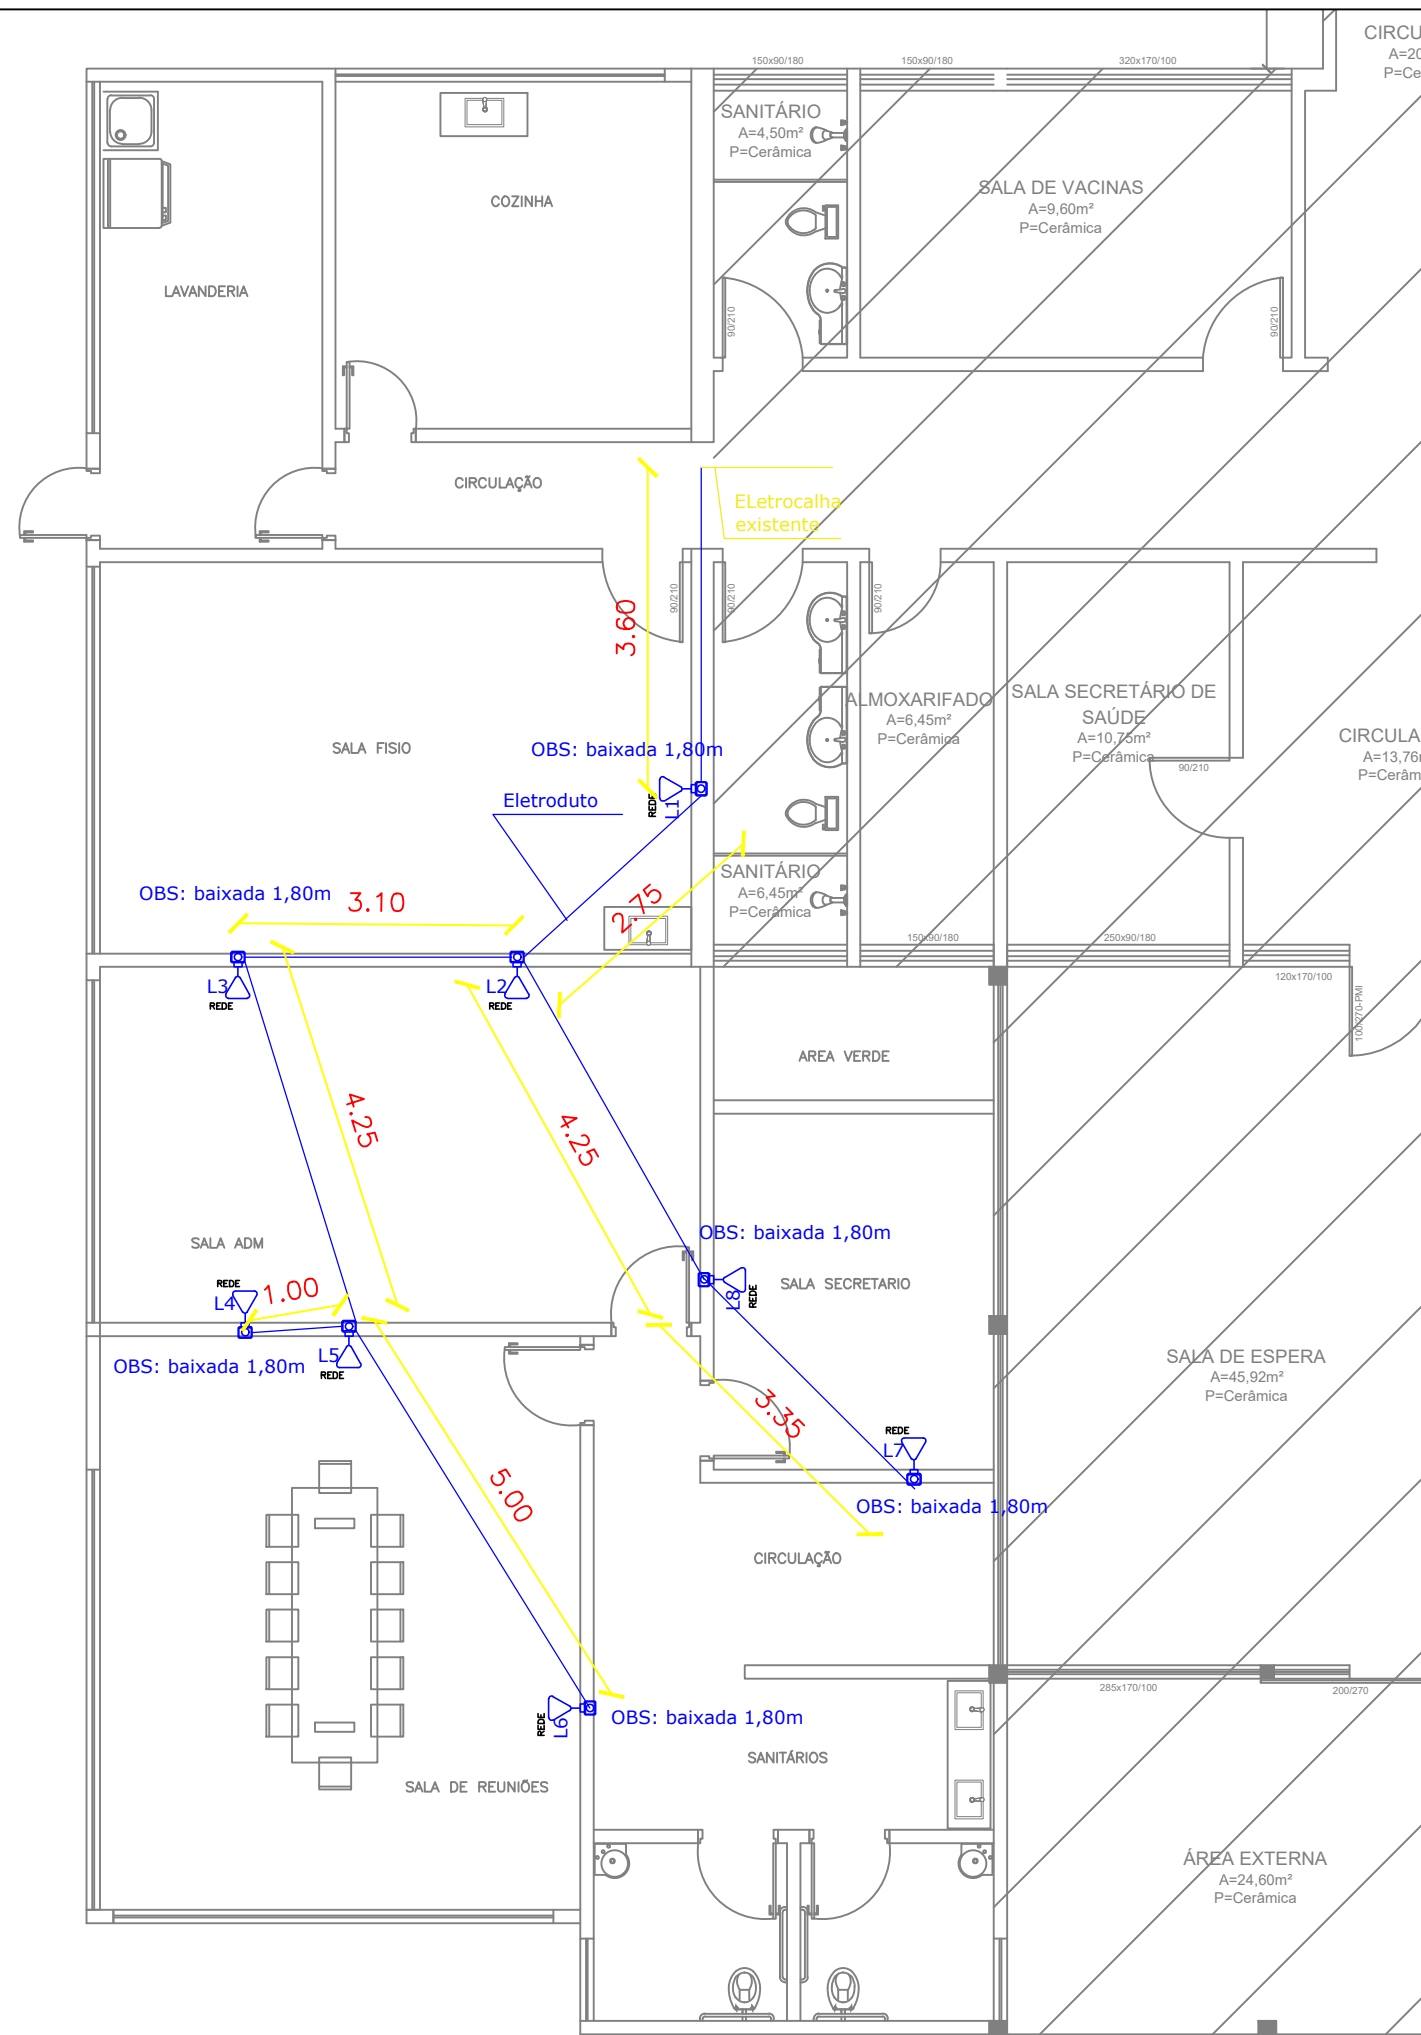 CIRCU
A=20
P=Ce
150x90/180
150x90/180
320x170/100
SANITÁRIO
A=4,50m²
P=Cerâmica
SALA DE VACINAS
A=9,60m²
P=Cerâmica
COZINHA
LAVANDERIA
90/210
90/210
CIRCULAÇÃO
ELetrocalha
existente
3.60
90/210
90/210
90/210
SALA FISIO
OBS: baixada 1,80m
ALMOXARIFADO
A=6,45m²
P=Cerâmica
SALA SECRETÁRIO DE
SAÚDE
A=10,75m²
P=Cerâmica
90/210
CIRCULA
A=13,76m
P=Cerâm
Eletroduto
REDE
L1
SANITÁRIO
A=6,45m²
P=Cerâmica
OBS: baixada 1,80m
3.10
2.75
150x90/180
250x90/180
120x170/100
100/270-PMI
L3
REDE
L2
REDE
AREA VERDE
4.25
4.25
SALA ADM
OBS: baixada 1,80m
SALA SECRETARIO
REDE
L4
1.00
L8
REDE
L5
REDE
OBS: baixada 1,80m
SALA DE ESPERA
A=45,92m²
P=Cerâmica
3.35
REDE
L7
5.00
OBS: baixada 1,80m
CIRCULAÇÃO
285x170/100
200/270
REDE
L6
OBS: baixada 1,80m
SANITÁRIOS
SALA DE REUNIÕES
ÁREA EXTERNA
A=24,60m²
P=Cerâmica